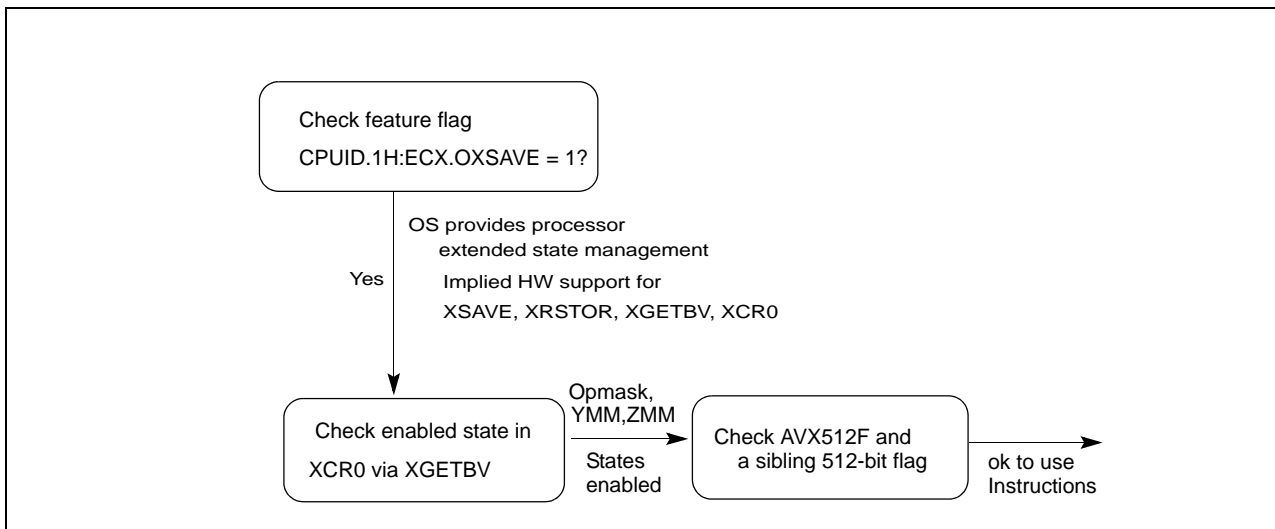 Check feature flag
CPUID.1H:ECX.OXSAVE = 1?
OS provides processor
extended state management
Yes
Implied HW support for
XSAVE, XRSTOR, XGETBV, XCR0
Check enabled state in
XCR0 via XGETBV
Opmask,
YMM,ZMM
States
enabled
Check AVX512F and
a sibling 512-bit flag
ok to use
Instructions